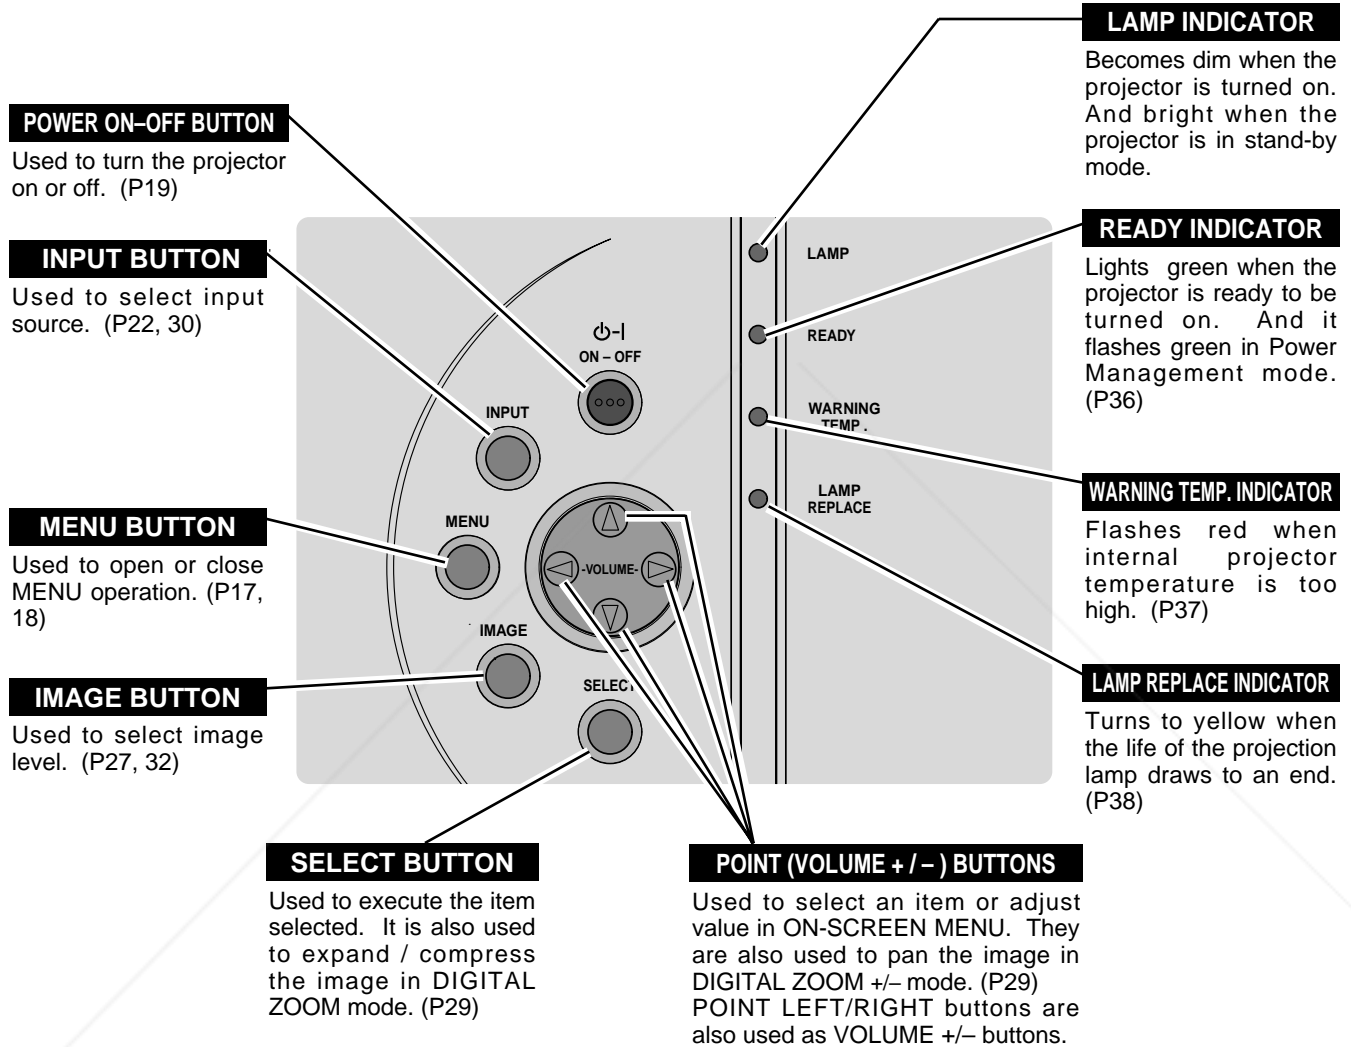 LAMP INDICATOR
Becomes dim when the
projector is turned on.
And bright when the
projector is in stand-by
mode.
POWER ON–OFF BUTTON
Used to turn the projector
on or off. (P19)
INPUT BUTTON
Used to select input
source. (P22, 30)
MENU BUTTON
Used to open or close
MENU operation. (P17,
18)
IMAGE BUTTON
Used to select image
level. (P27, 32)
ON – OFF
INPUT
MENU
-VOLUME-
IMAGE
SELECT
LAMP
READY
WARNING
TEMP .
LAMP
REPLACE
READY INDICATOR
Lights green when the
projector is ready to be
turned on. And it
flashes green in Power
Management mode.
(P36)
WARNING TEMP. INDICATOR
Flashes red when
internal projector
temperature is too
high. (P37)
LAMP REPLACE INDICATOR
Turns to yellow when
the life of the projection
lamp draws to an end.
(P38)
SELECT BUTTON
Used to execute the item
selected. It is also used
to expand / compress
the image in DIGITAL
ZOOM mode. (P29)
POINT (VOLUME + / – ) BUTTONS
Used to select an item or adjust
value in ON-SCREEN MENU. They
are also used to pan the image in
DIGITAL ZOOM +/– mode. (P29)
POINT LEFT/RIGHT buttons are
also used as VOLUME +/– buttons.